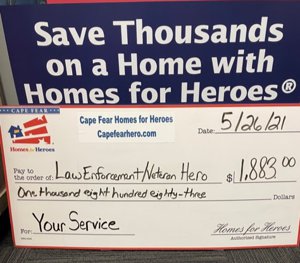 Save Thousands
on a Home with
Homes for Heroes®
CAPE FEAR
Homes for Heroes
Cape Fear Homes for Heroes
Capefearhero.com
Date: 5/26/21
Pay to
the order of: Law Enforcement/Veteran Hero $ 1,883.00
One thousand eight hundred eighty-three Dollars
For: Your Service
Homes for Heroes
Authorized Signature